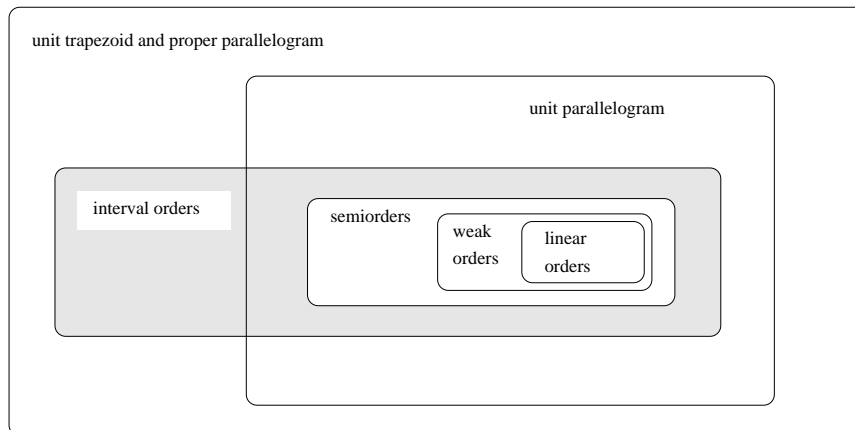 unit trapezoid and proper parallelogram
unit parallelogram
interval orders
semiorders
weak
orders
linear
orders